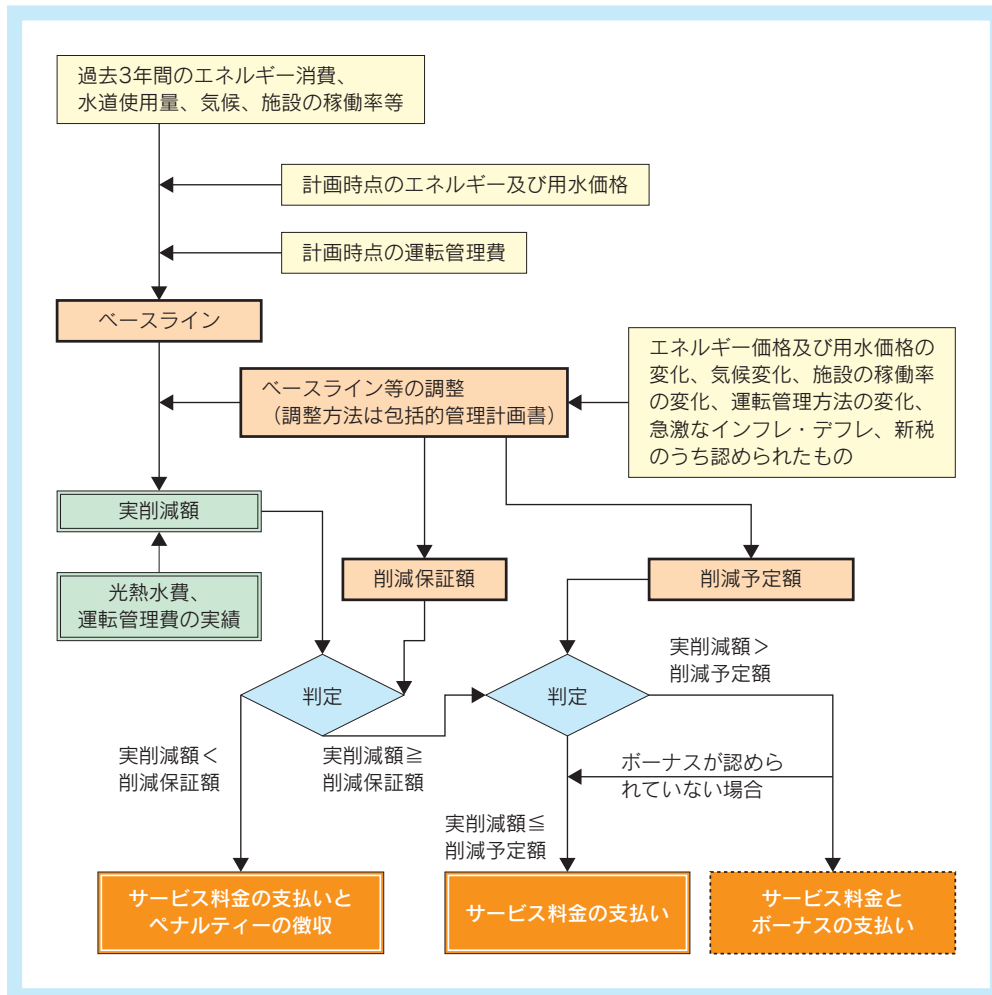 過去3年間のエネルギー消費、
水道使用量、気候、施設の稼働率等
計画時点のエネルギー及び用水価格
計画時点の運転管理費
ベースライン
ベースライン等の調整
（調整方法は包括的管理計画書）
エネルギー価格及び用水価格の
変化、気候変化、施設の稼働率
の変化、運転管理方法の変化、
急激なインフレ・デフレ、新税
のうち認められたもの
実削減額
光熱水費、
運転管理費の実績
削減保証額
削減予定額
判定
判定
実削減額＞
削減予定額
実削減額＜
削減保証額
実削減額≧
削減保証額
ボーナスが認めら
れていない場合
実削減額≦
削減予定額
サービス料金の支払いと
ペナルティーの徴収
サービス料金の支払い
サービス料金と
ボーナスの支払い